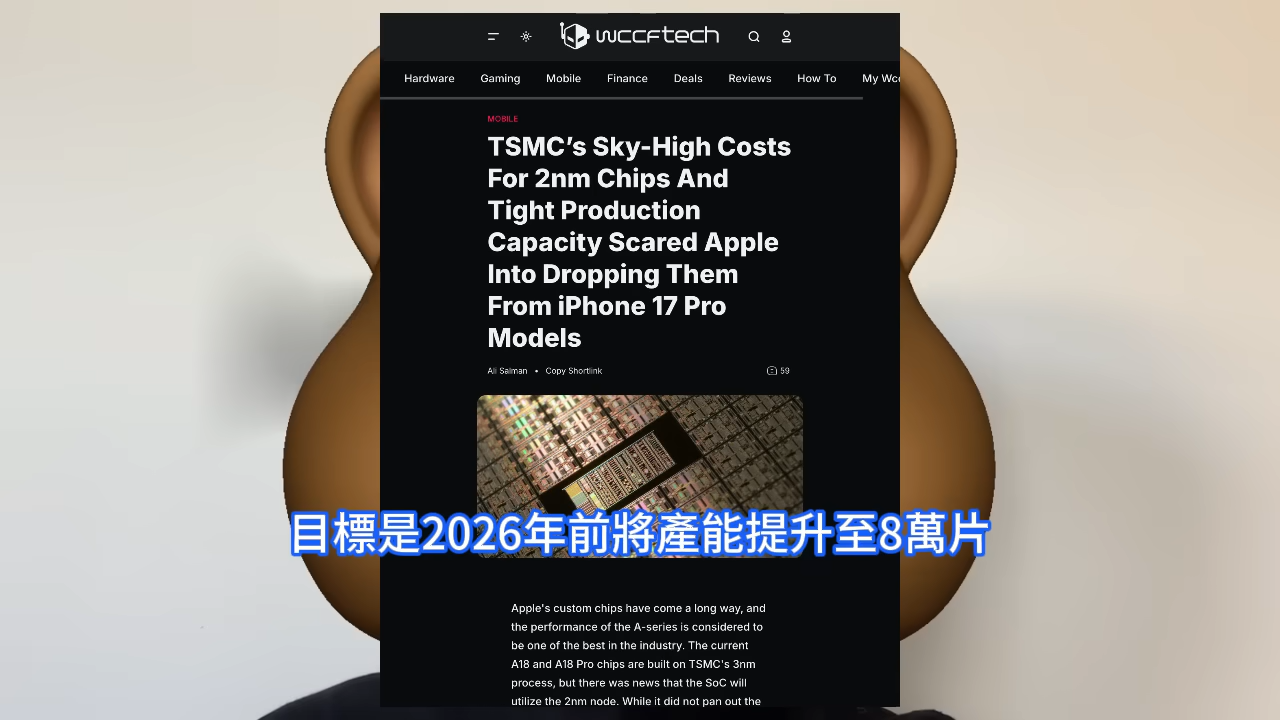 wccftech
Hardware Gaming Mobile Finance Deals Reviews How To My Wcc
MOBILE
TSMC’s Sky-High Costs
For 2nm Chips And
Tight Production
Capacity Scared Apple
Into Dropping Them
From iPhone 17 Pro
Models
Ali Salman • Copy Shortlink 59
目標是2026年前將產能提升至8萬片
Apple's custom chips have come a long way, and
the performance of the A-series is considered to
be one of the best in the industry. The current
A18 and A18 Pro chips are built on TSMC's 3nm
process, but there was news that the SoC will
utilize the 2nm node. While it did not pan out the